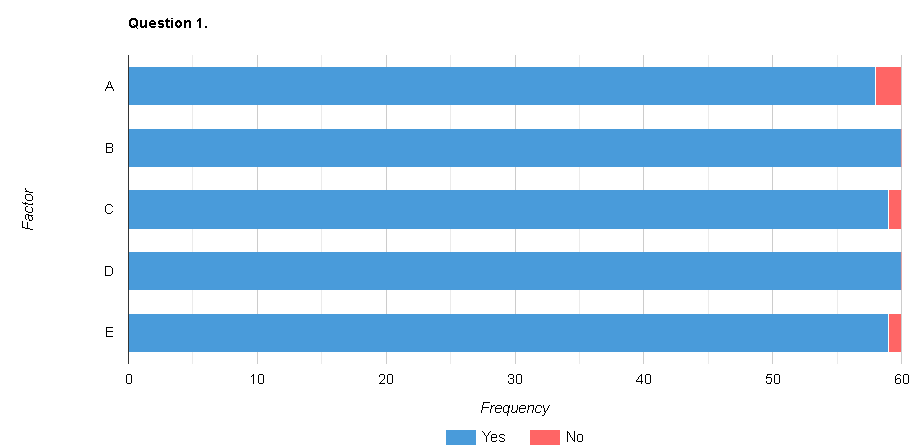 Question 1.
A
B
C
D
E
Factor
0 10 20 30 40 50 60
Frequency
Yes No